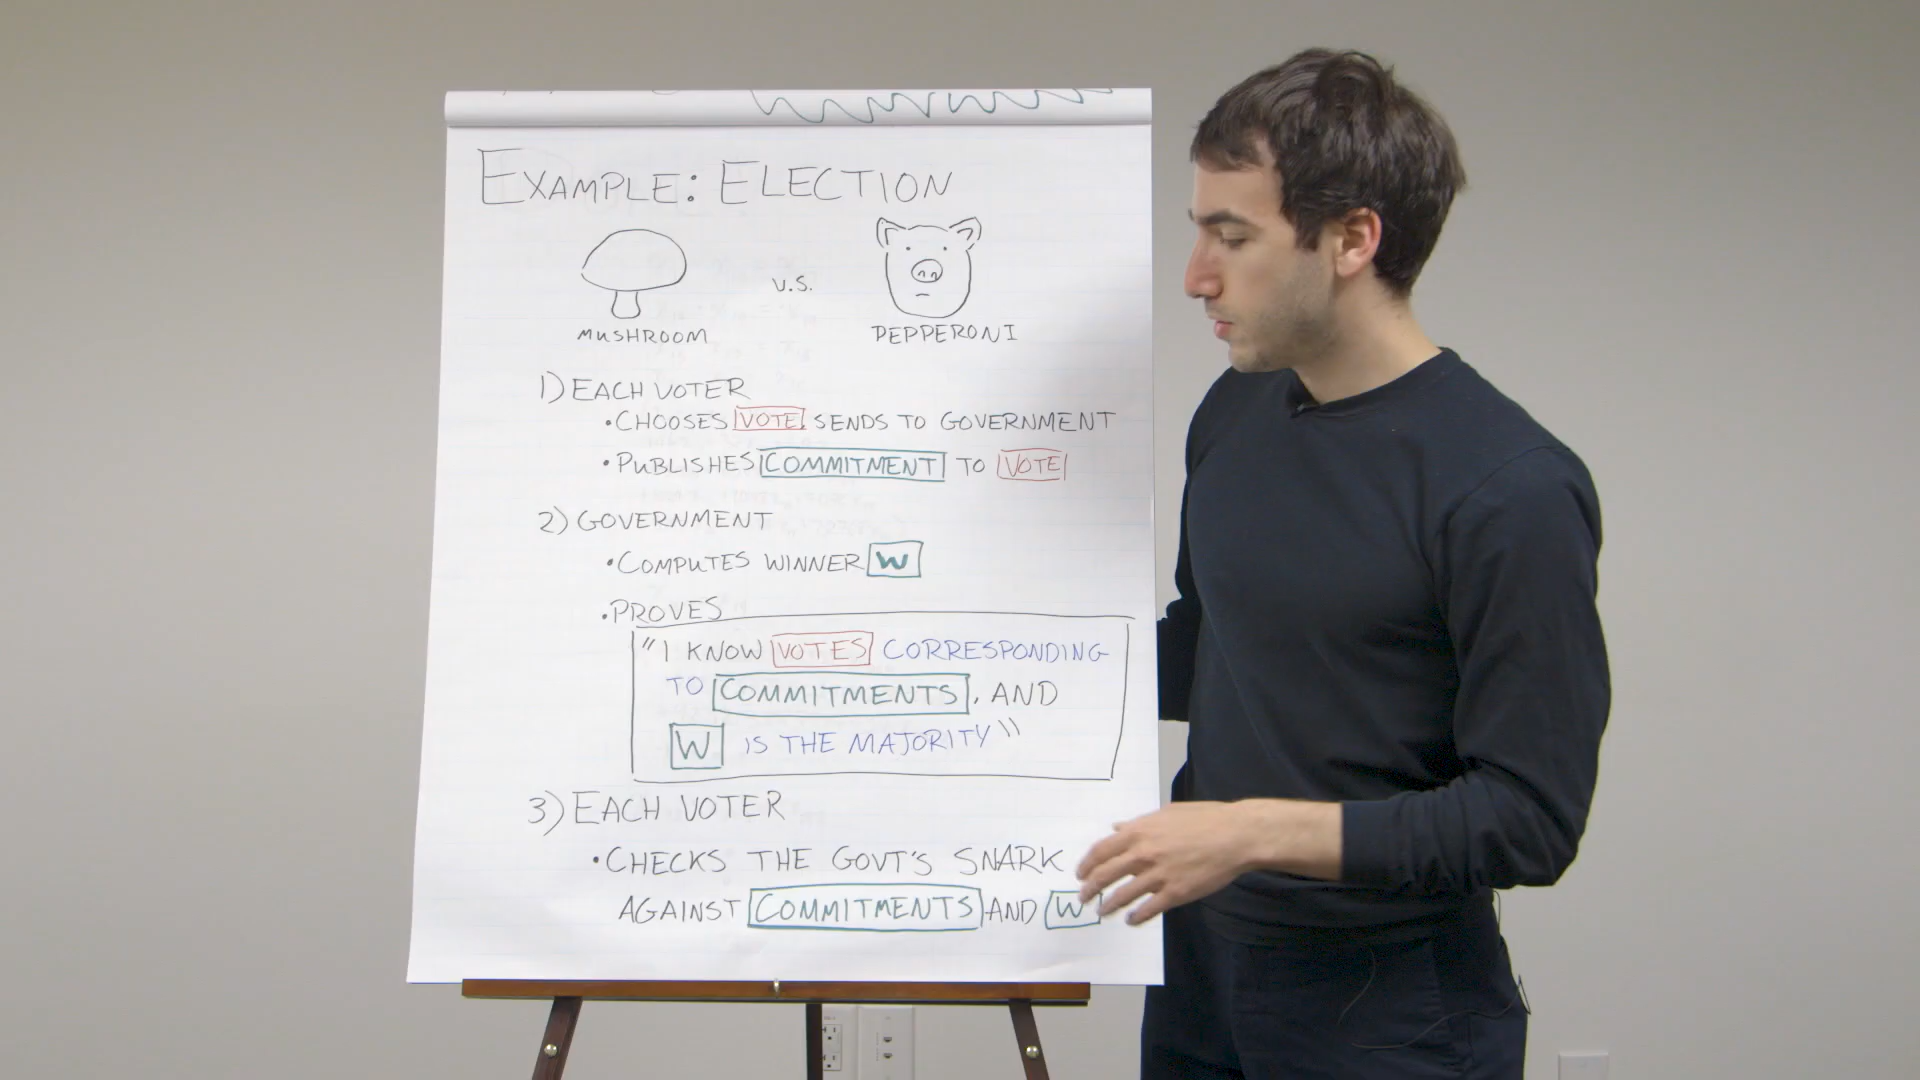 EXAMPLE: ELECTION
V.S.
MUSHROOM PEPPERONI
1) EACH VOTER
• CHOOSES VOTE, SENDS TO GOVERNMENT
• PUBLISHES COMMITMENT TO VOTE
2) GOVERNMENT
• COMPUTES WINNER W
• PROVES
"I KNOW VOTES CORRESPONDING
TO COMMITMENTS, AND
W IS THE MAJORITY"
3) EACH VOTER
• CHECKS THE GOVT'S SNARK
AGAINST COMMITMENTS AND W